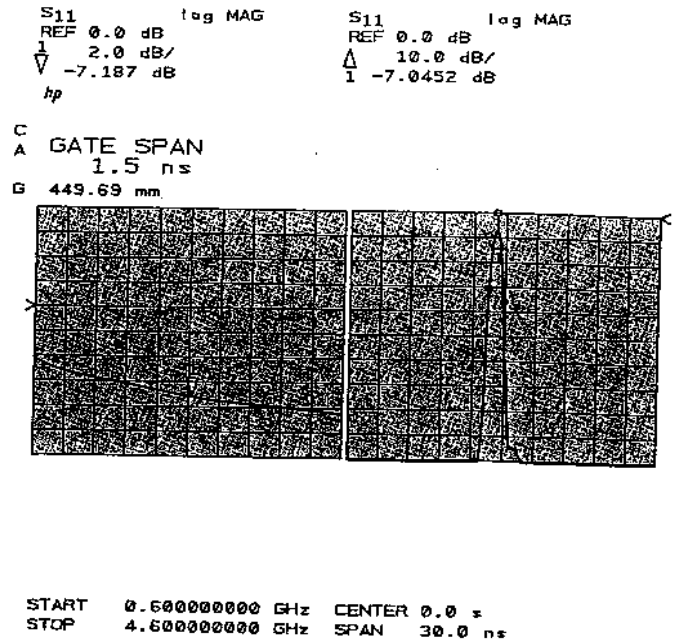 S11 log MAG
REF 0.0 dB
1 2.0 dB/
-7.187 dB
hp
S11 log MAG
REF 0.0 dB
10.0 dB/
1 -7.0452 dB
C
A GATE SPAN
1.5 ns
G 449.69 mm
START 0.600000000 GHz
STOP 4.600000000 GHz
CENTER 0.0 s
SPAN 30.0 ns